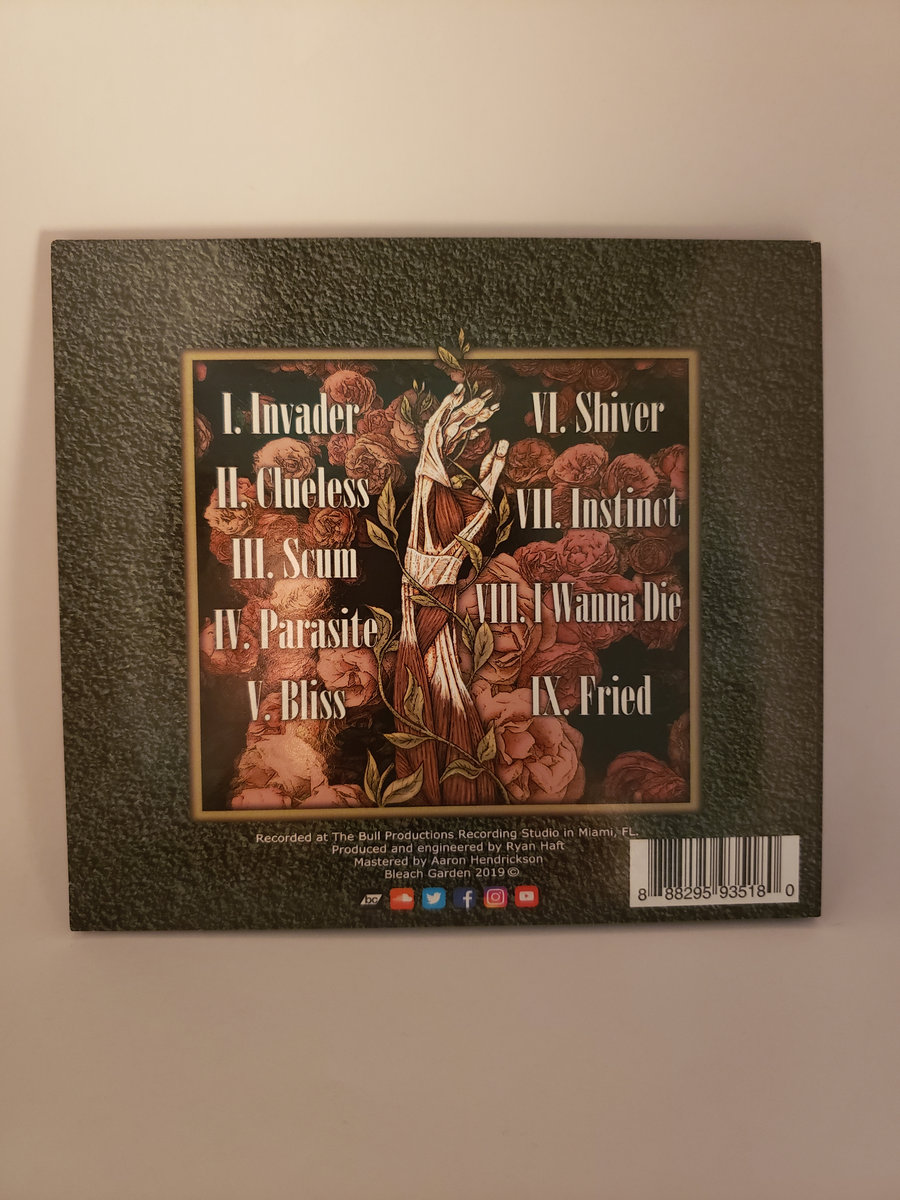 I. Invader
II. Clueless
III. Scum
IV. Parasite
V. Bliss
VI. Shiver
VII. Instinct
VIII. I Wanna Die
IX. Fried
Recorded at The Bull Productions Recording Studio in Miami, FL.
Produced and engineered by Ryan Haft
Mastered by Aaron Hendrickson
Bleach Garden 2019 ©
bc
8 88295 93518 0